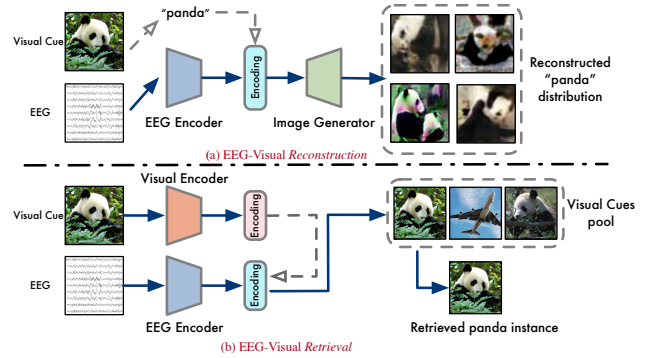 "panda"
Visual Cue
EEG
Encoding
EEG Encoder
Image Generator
Reconstructed
"panda"
distribution
(a) EEG-Visual Reconstruction
Visual Encoder
Visual Cue
Encoding
Visual Cues
pool
EEG
Encoding
EEG Encoder
Retrieved panda instance
(b) EEG-Visual Retrieval